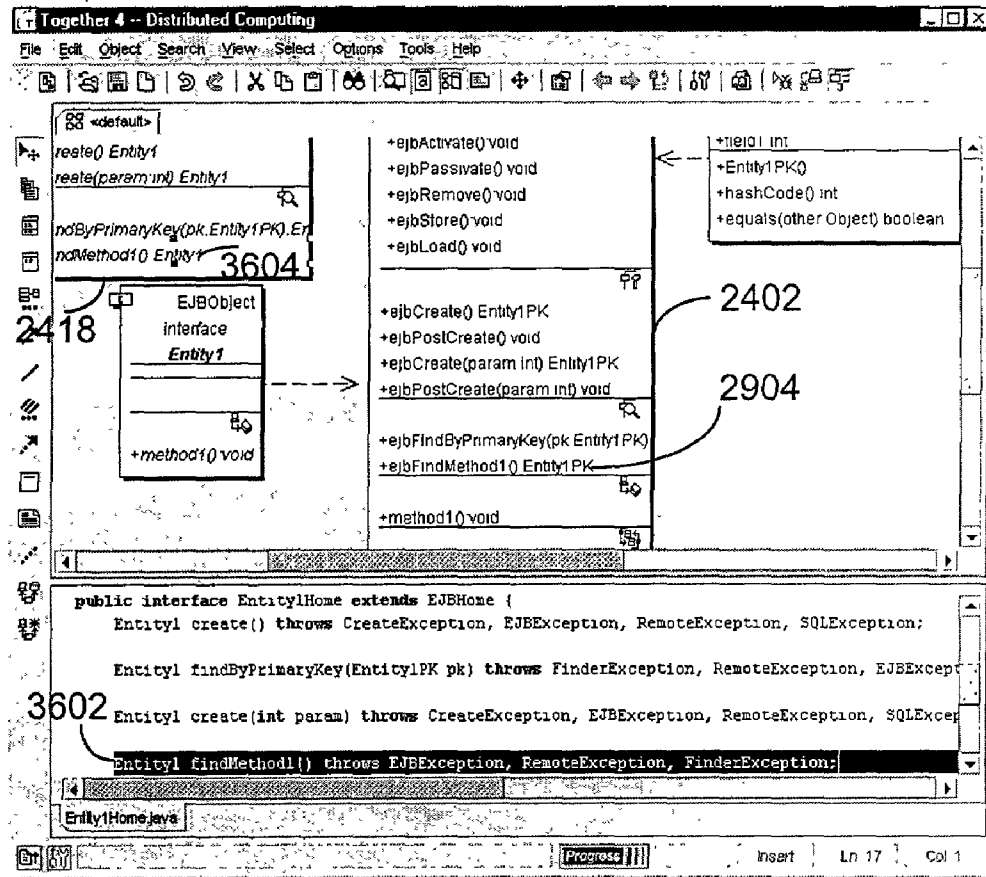 Together 4 -- Distributed Computing
File Edit Object Search View Select Options Tools Help
<default>
reate() Entity1
reate(param:int) Entity1
ndByPrimaryKey(pk.Entity1PK).En
ndMethod1() Entity1
3604
2418
EJBObject
interface
Entity1
+method1() void
+ejbActivate() void
+ejbPassivate() void
+ejbRemove() void
+ejbStore() void
+ejbLoad() void
+ejbCreate() Entity1PK
+ejbPostCreate() void
+ejbCreate(param int) Entity1PK
+ejbPostCreate(param int) void
+ejbFindByPrimaryKey(pk Entity1PK)
+ejbFindMethod1() Entity1PK
+method1() void
+field1 int
+Entity1PK()
+hashCode() int
+equals(other Object) boolean
2402
2904
public interface Entity1Home extends EJBHome {
Entity1 create() throws CreateException, EJBException, RemoteException, SQLException;
Entity1 findByPrimaryKey(Entity1PK pk) throws FinderException, RemoteException, EJBExcept
3602
Entity1 create(int param) throws CreateException, EJBException, RemoteException, SQLExcep
Entity1 findMethod1() throws EJBException, RemoteException, FinderException;
Entity1Home.java
Progress
Insert Ln 17 Col 1